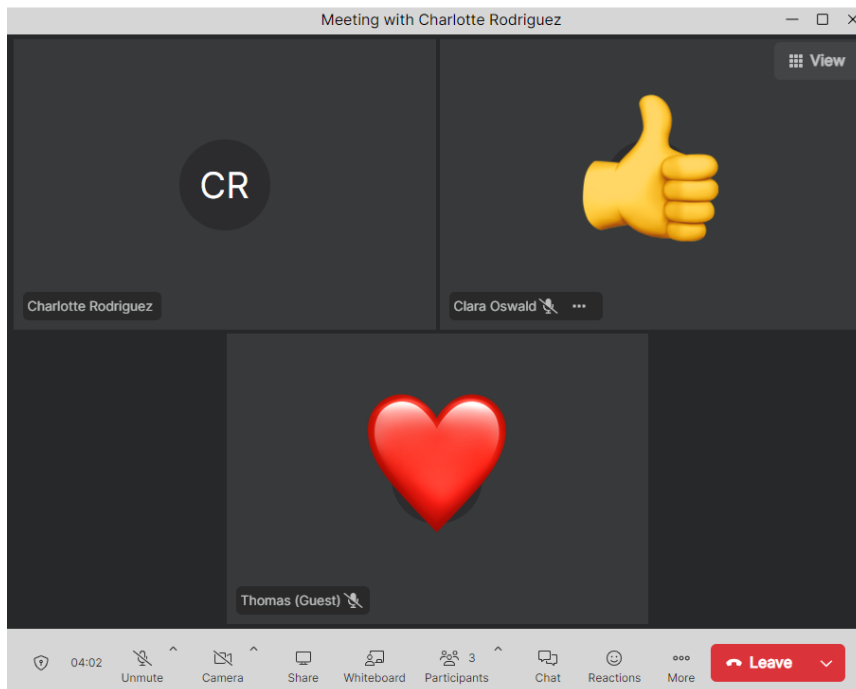 Meeting with Charlotte Rodriguez
View
CR
Charlotte Rodriguez
Clara Oswald
Thomas (Guest)
04:02
Unmute
Camera
Share
Whiteboard
3
Participants
Chat
Reactions
More
Leave